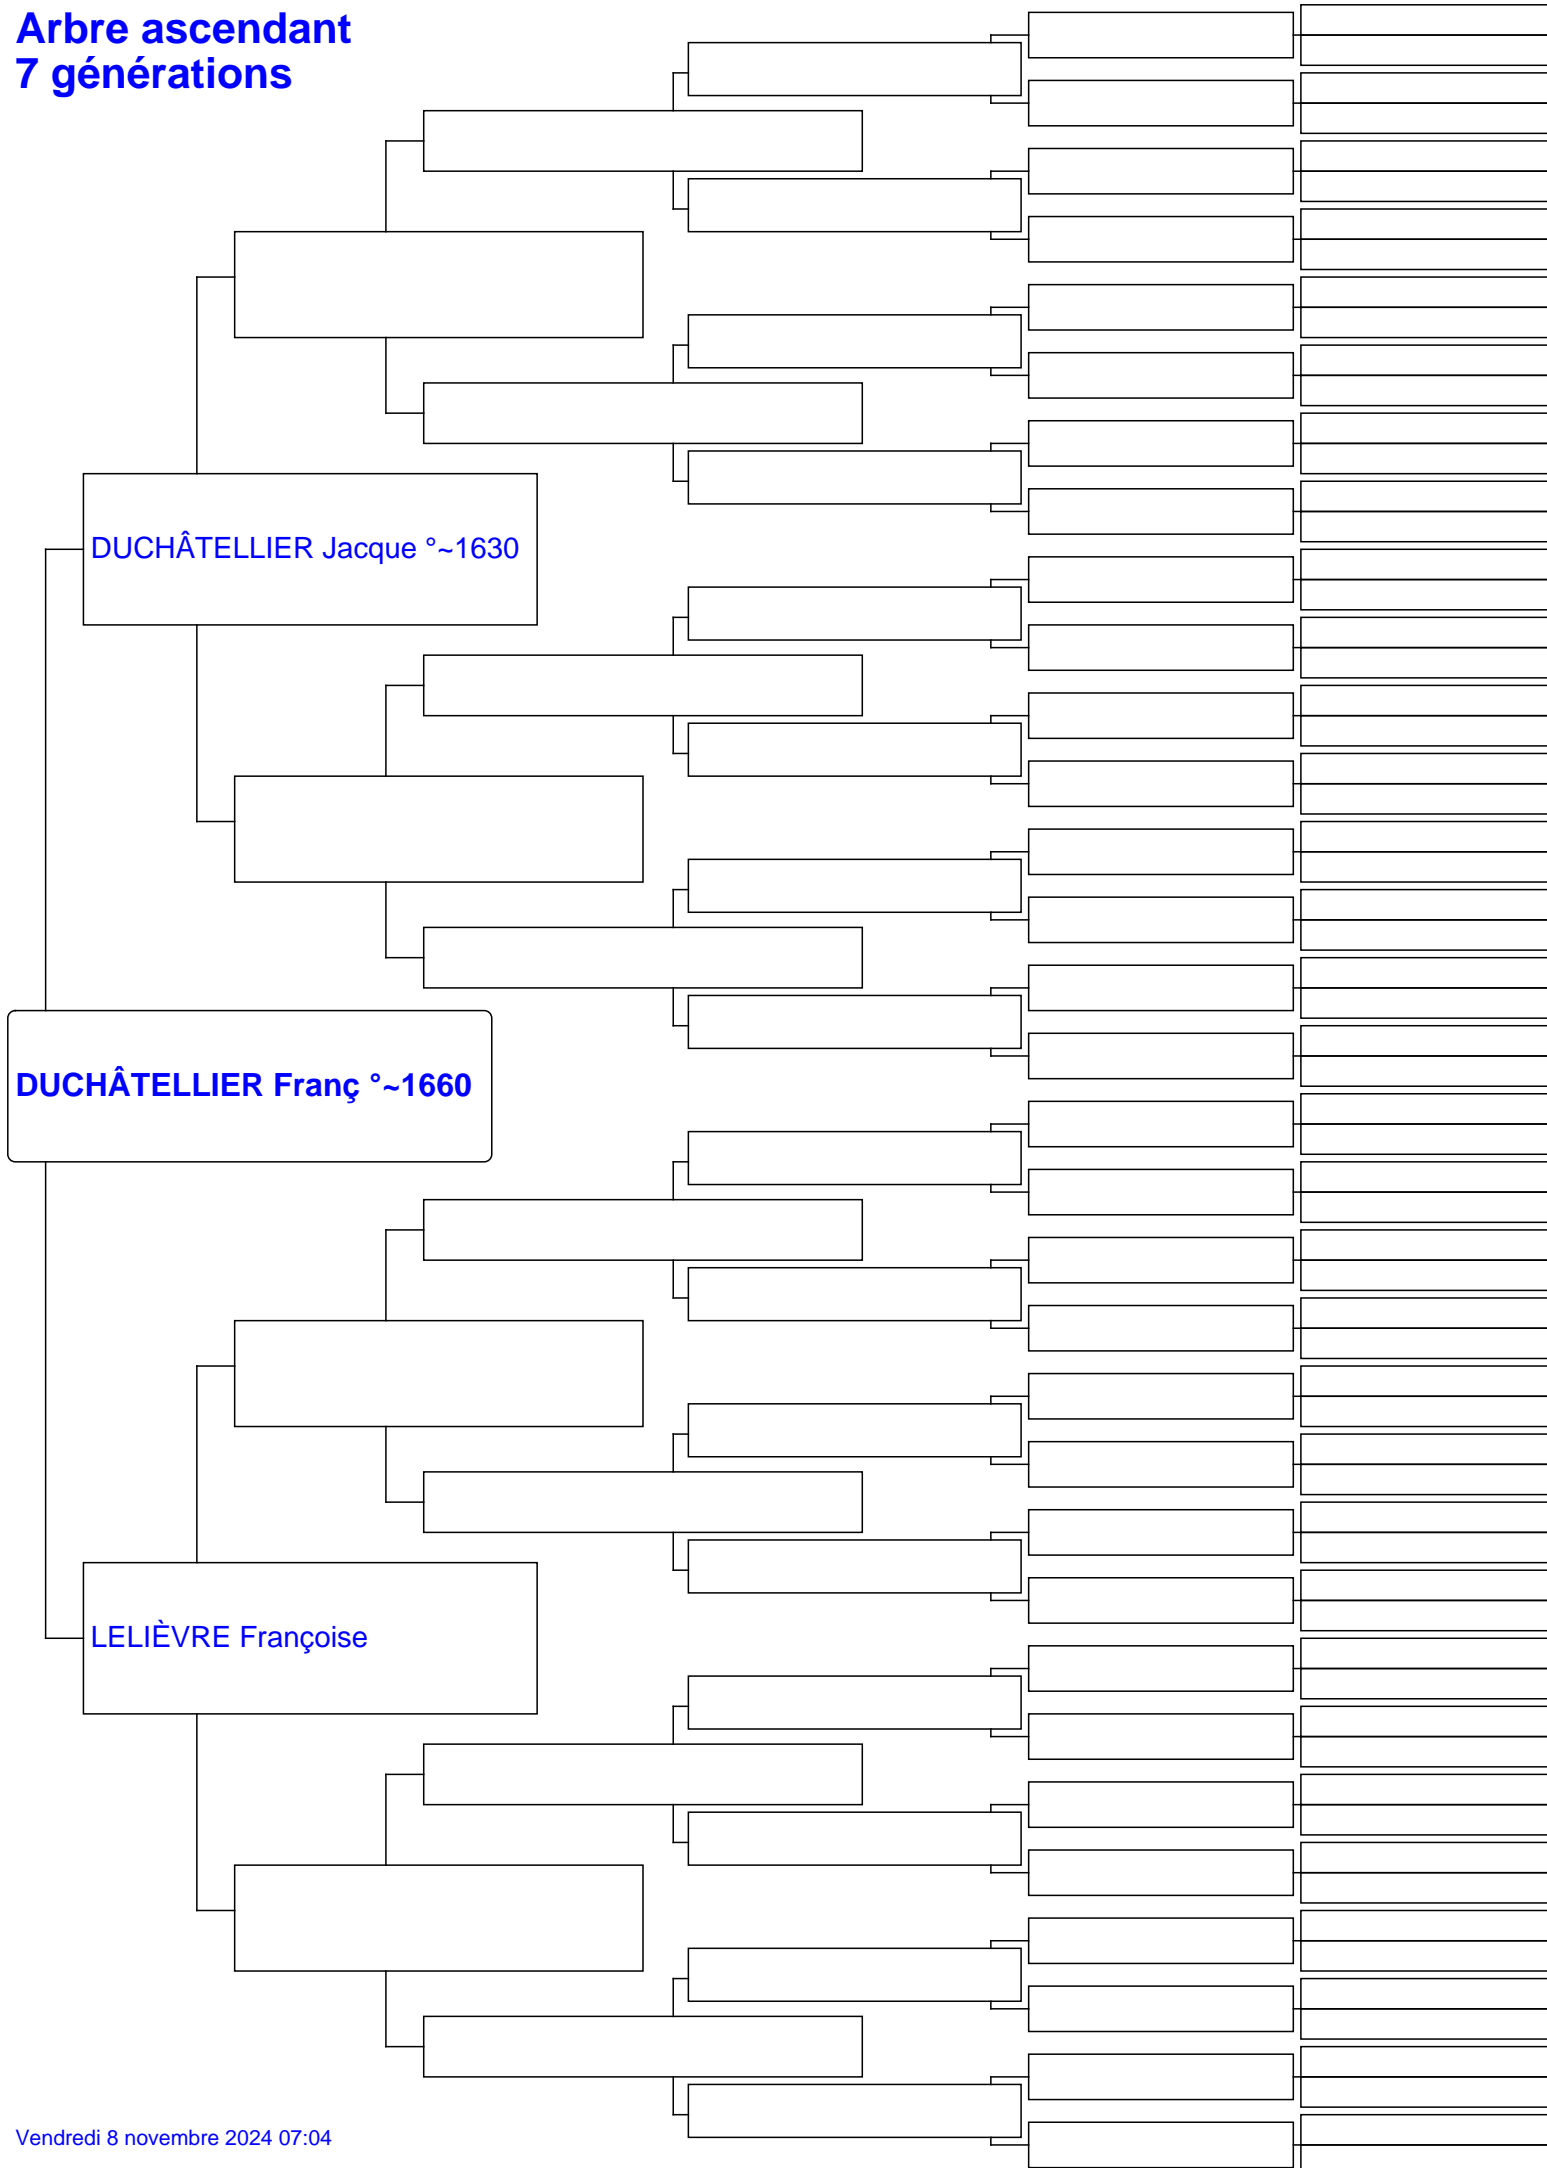 Arbre ascendant
7 générations
DUCHÂTELLIER Jacque °~1630
DUCHÂTELLIER Franç °~1660
LELIÈVRE Françoise
Vendredi 8 novembre 2024 07:04